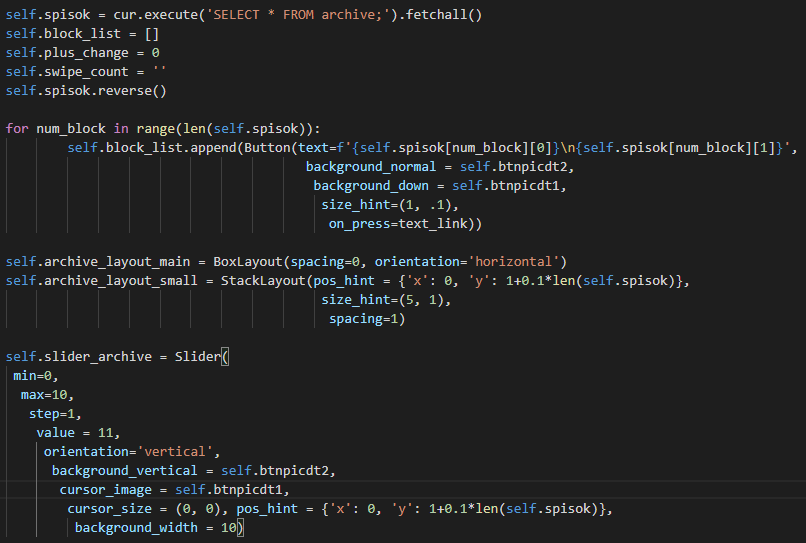 self.spisok = cur.execute('SELECT * FROM archive;').fetchall()
self.block_list = []
self.plus_change = 0
self.swipe_count = ''
self.spisok.reverse()
for num_block in range(len(self.spisok)):
self.block_list.append(Button(text=f'{self.spisok[num_block][0]}\n{self.spisok[num_block][1]}',
background_normal = self.btnpicdt2,
background_down = self.btnpicdt1,
size_hint=(1, .1),
on_press=text_link))
self.archive_layout_main = BoxLayout(spacing=0, orientation='horizontal')
self.archive_layout_small = StackLayout(pos_hint = {'x': 0, 'y': 1+0.1*len(self.spisok)},
size_hint=(5, 1),
spacing=1)
self.slider_archive = Slider(
min=0,
max=10,
step=1,
value = 11,
orientation='vertical',
background_vertical = self.btnpicdt2,
cursor_image = self.btnpicdt1,
cursor_size = (0, 0), pos_hint = {'x': 0, 'y': 1+0.1*len(self.spisok)},
background_width = 10)